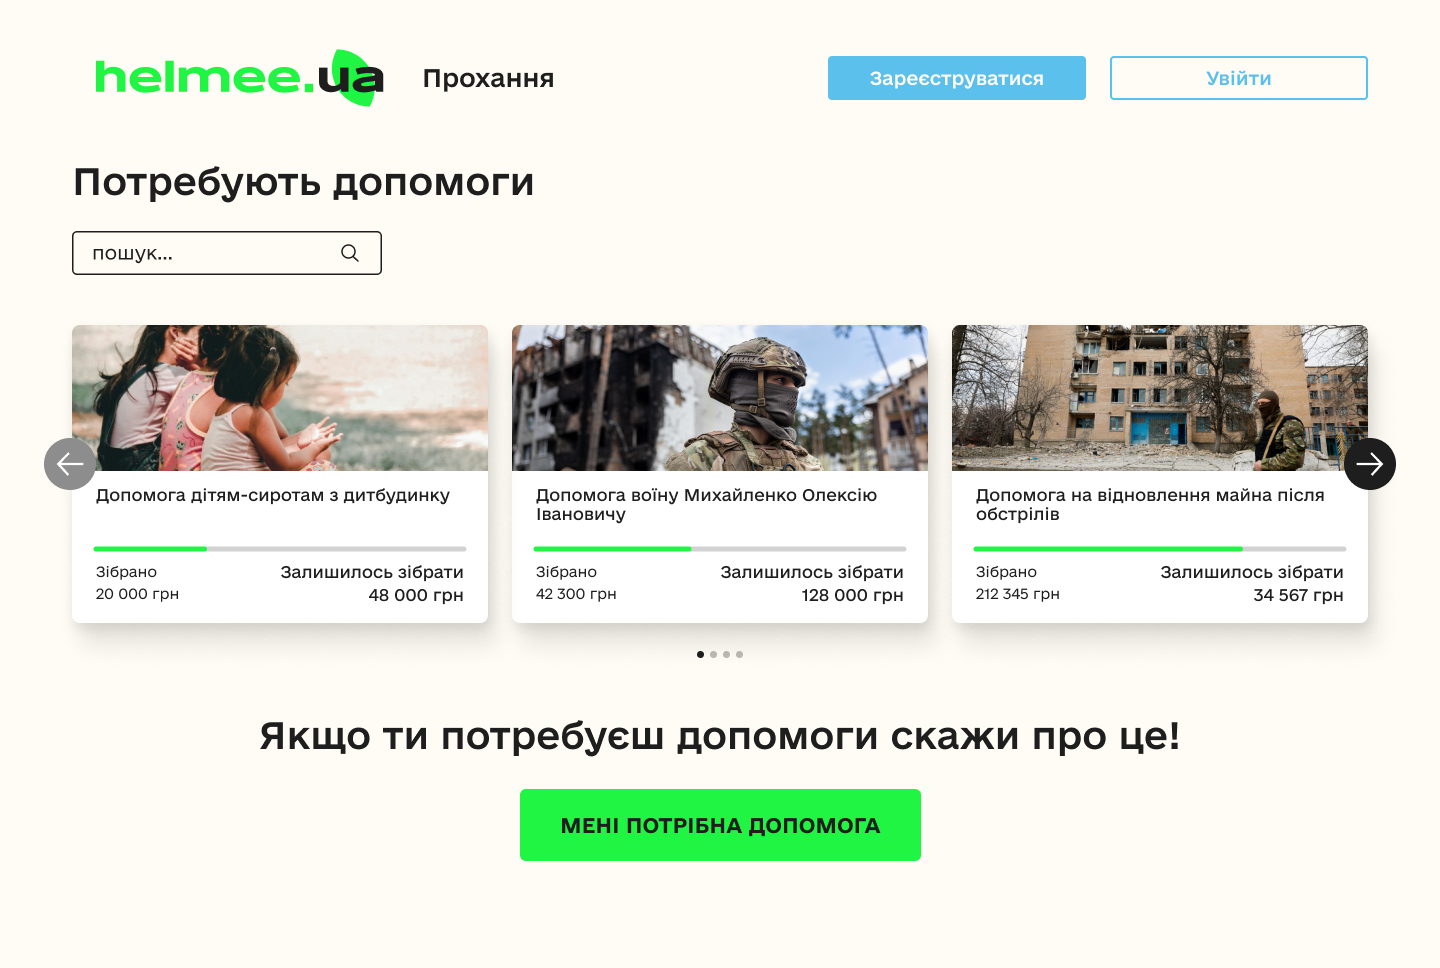 helmee.ua
Прохання
Зареєструватися
Увійти
Потребують допомоги
пошук...
Допомога дітям-сиротам з дитбудинку
Зібрано
Залишилось зібрати
20 000 грн
48 000 грн
Допомога воїну Михайленко Олексію
Івановичу
Зібрано
Залишилось зібрати
42 300 грн
128 000 грн
Допомога на відновлення майна після
обстрілів
Зібрано
Залишилось зібрати
212 345 грн
34 567 грн
Якщо ти потребуєш допомоги скажи про це!
МЕНІ ПОТРІБНА ДОПОМОГА